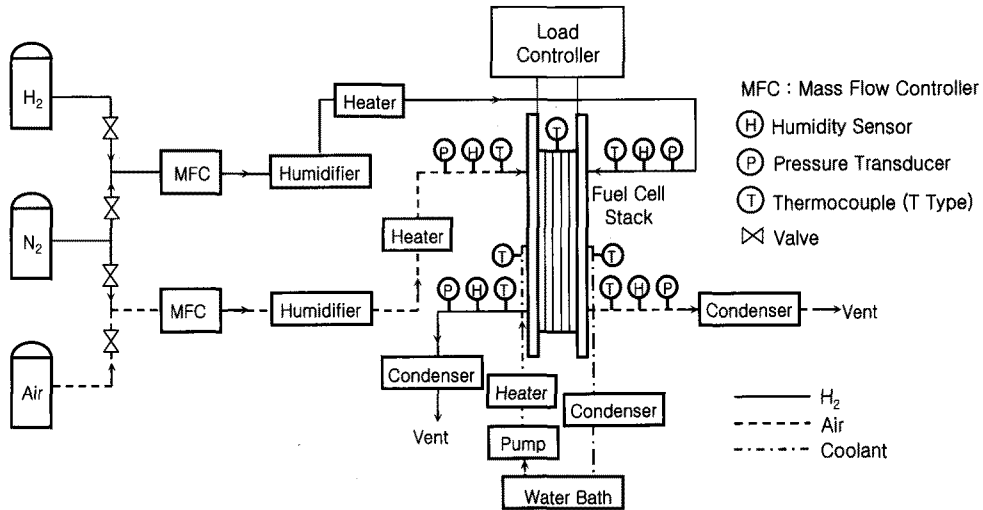 Load
Controller
H2
Heater
MFC : Mass Flow Controller
H Humidity Sensor
P Pressure Transducer
T Thermocouple (T Type)
Valve
MFC
Humidifier
P H T
T
T H P
Fuel Cell
Stack
N2
Heater
T
T
MFC
Humidifier
P H T
T H P
Condenser
Vent
Air
Condenser
Heater
Condenser
Vent
Pump
Water Bath
H2
Air
Coolant